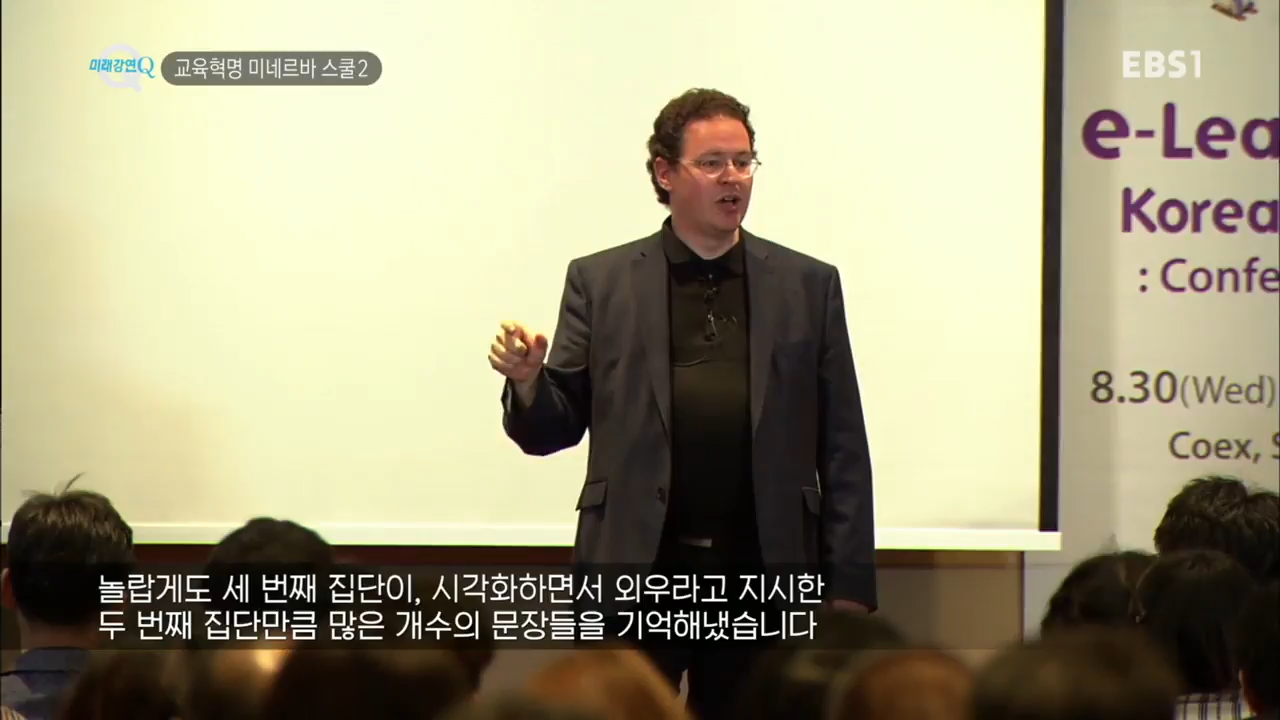 미래강연Q
교육혁명 미네르바 스쿨2
EBS1
e-Lea
Korea
: Confe
8.30(Wed)
Coex, S
놀랍게도 세 번째 집단이, 시각화하면서 외우라고 지시한
두 번째 집단만큼 많은 개수의 문장들을 기억해냈습니다